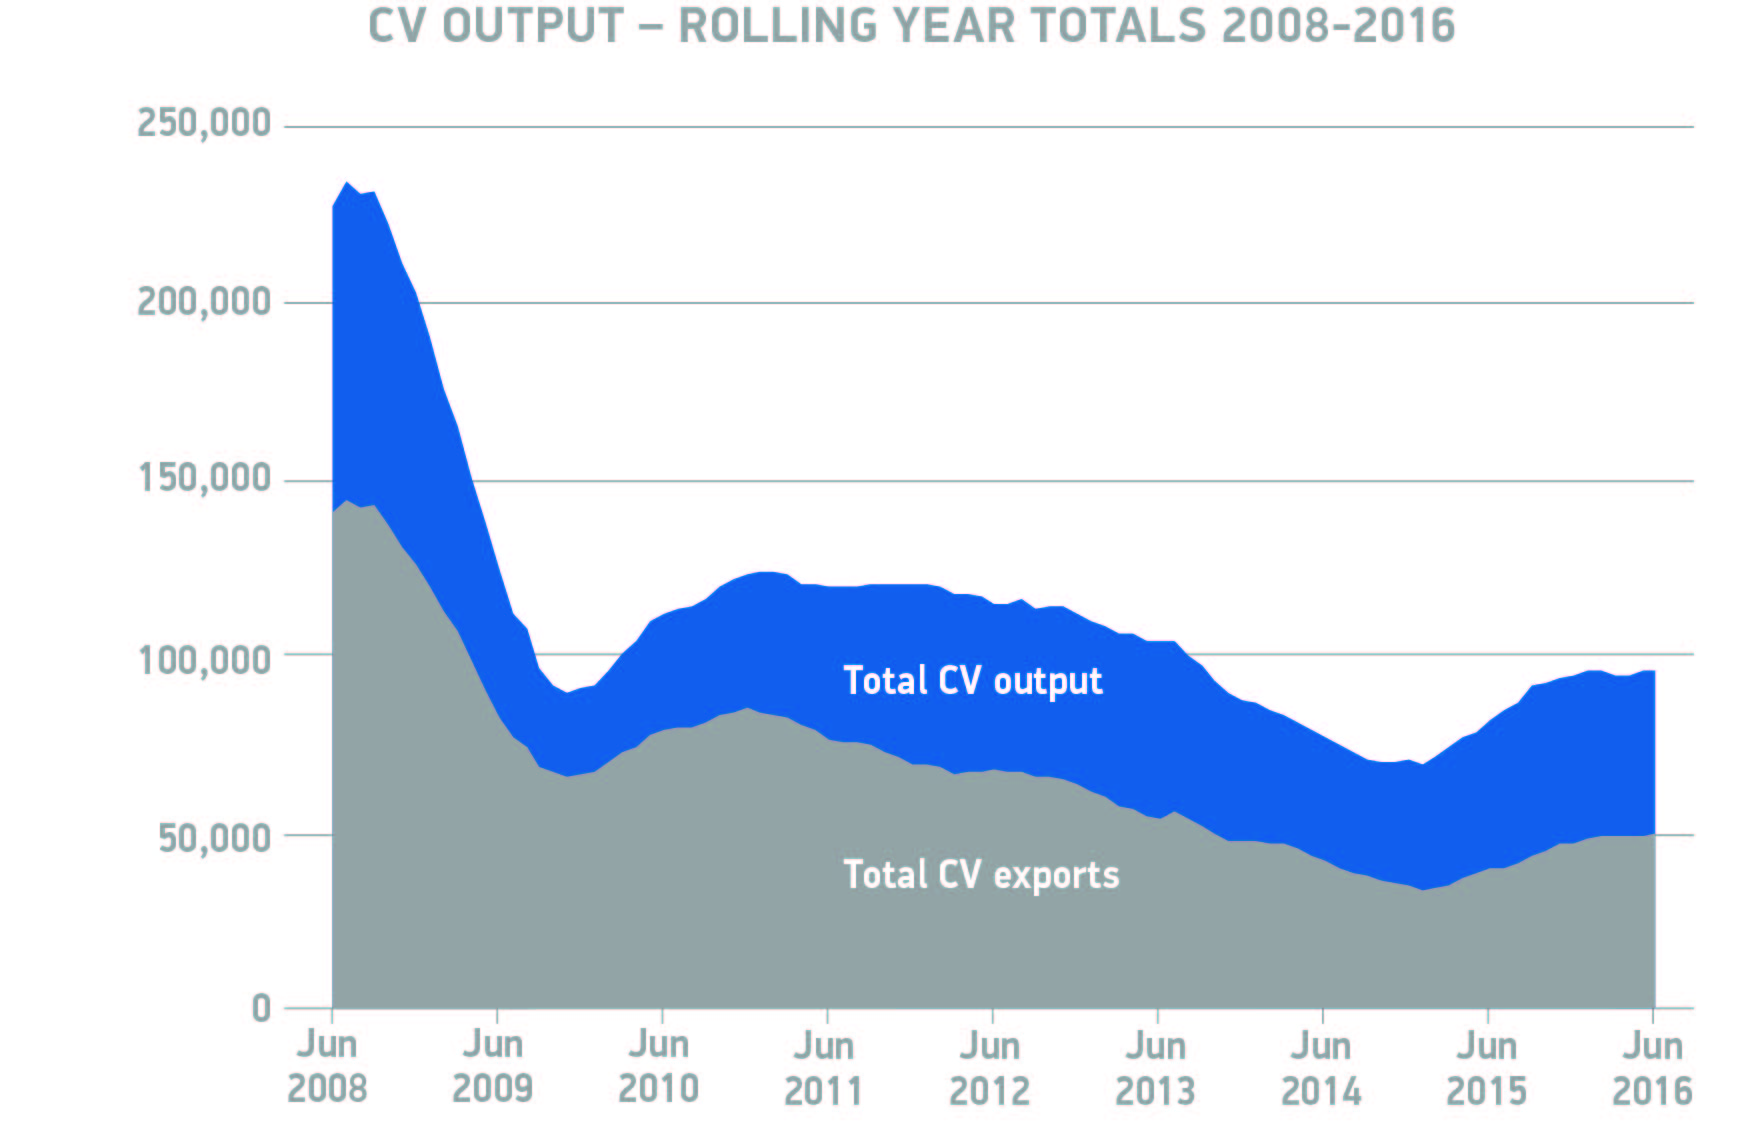 CV OUTPUT – ROLLING YEAR TOTALS 2008-2016
250,000
200,000
150,000
100,000
50,000
0
Total CV output
Total CV exports
Jun 2008
Jun 2009
Jun 2010
Jun 2011
Jun 2012
Jun 2013
Jun 2014
Jun 2015
Jun 2016